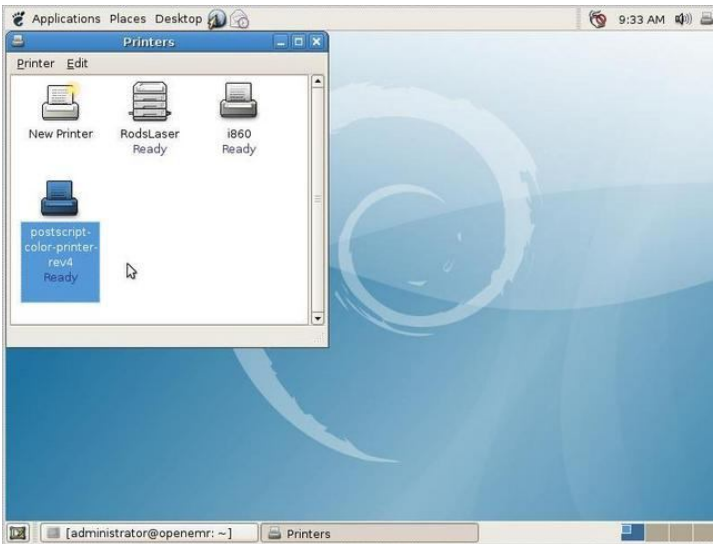 Applications Places Desktop
9:33 AM
Printers
Printer Edit
New Printer
RodsLaser
Ready
i860
Ready
postscript-
color-printer-
rev4
Ready
[administrator@openemr: ~]
Printers